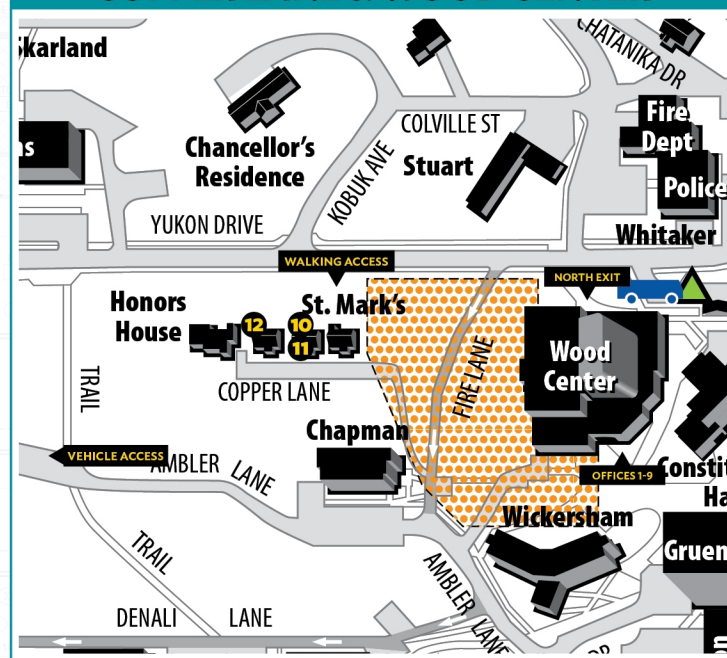 Skarland
CHATANIKA DR
Fire
Dept
COLVILLE ST
Chancellor's
Residence
KOBUK AVE
Stuart
Police
YUKON DRIVE
Whitaker
WALKING ACCESS
NORTH EXIT
Honors
House
St. Mark's
12
10
11
FIRE LANE
Wood
Center
TRAIL
COPPER LANE
Chapman
VEHICLE ACCESS
AMBLER LANE
OFFICES 1-9
Wickersham
TRAIL
AMBLER LANE
DENALI LANE